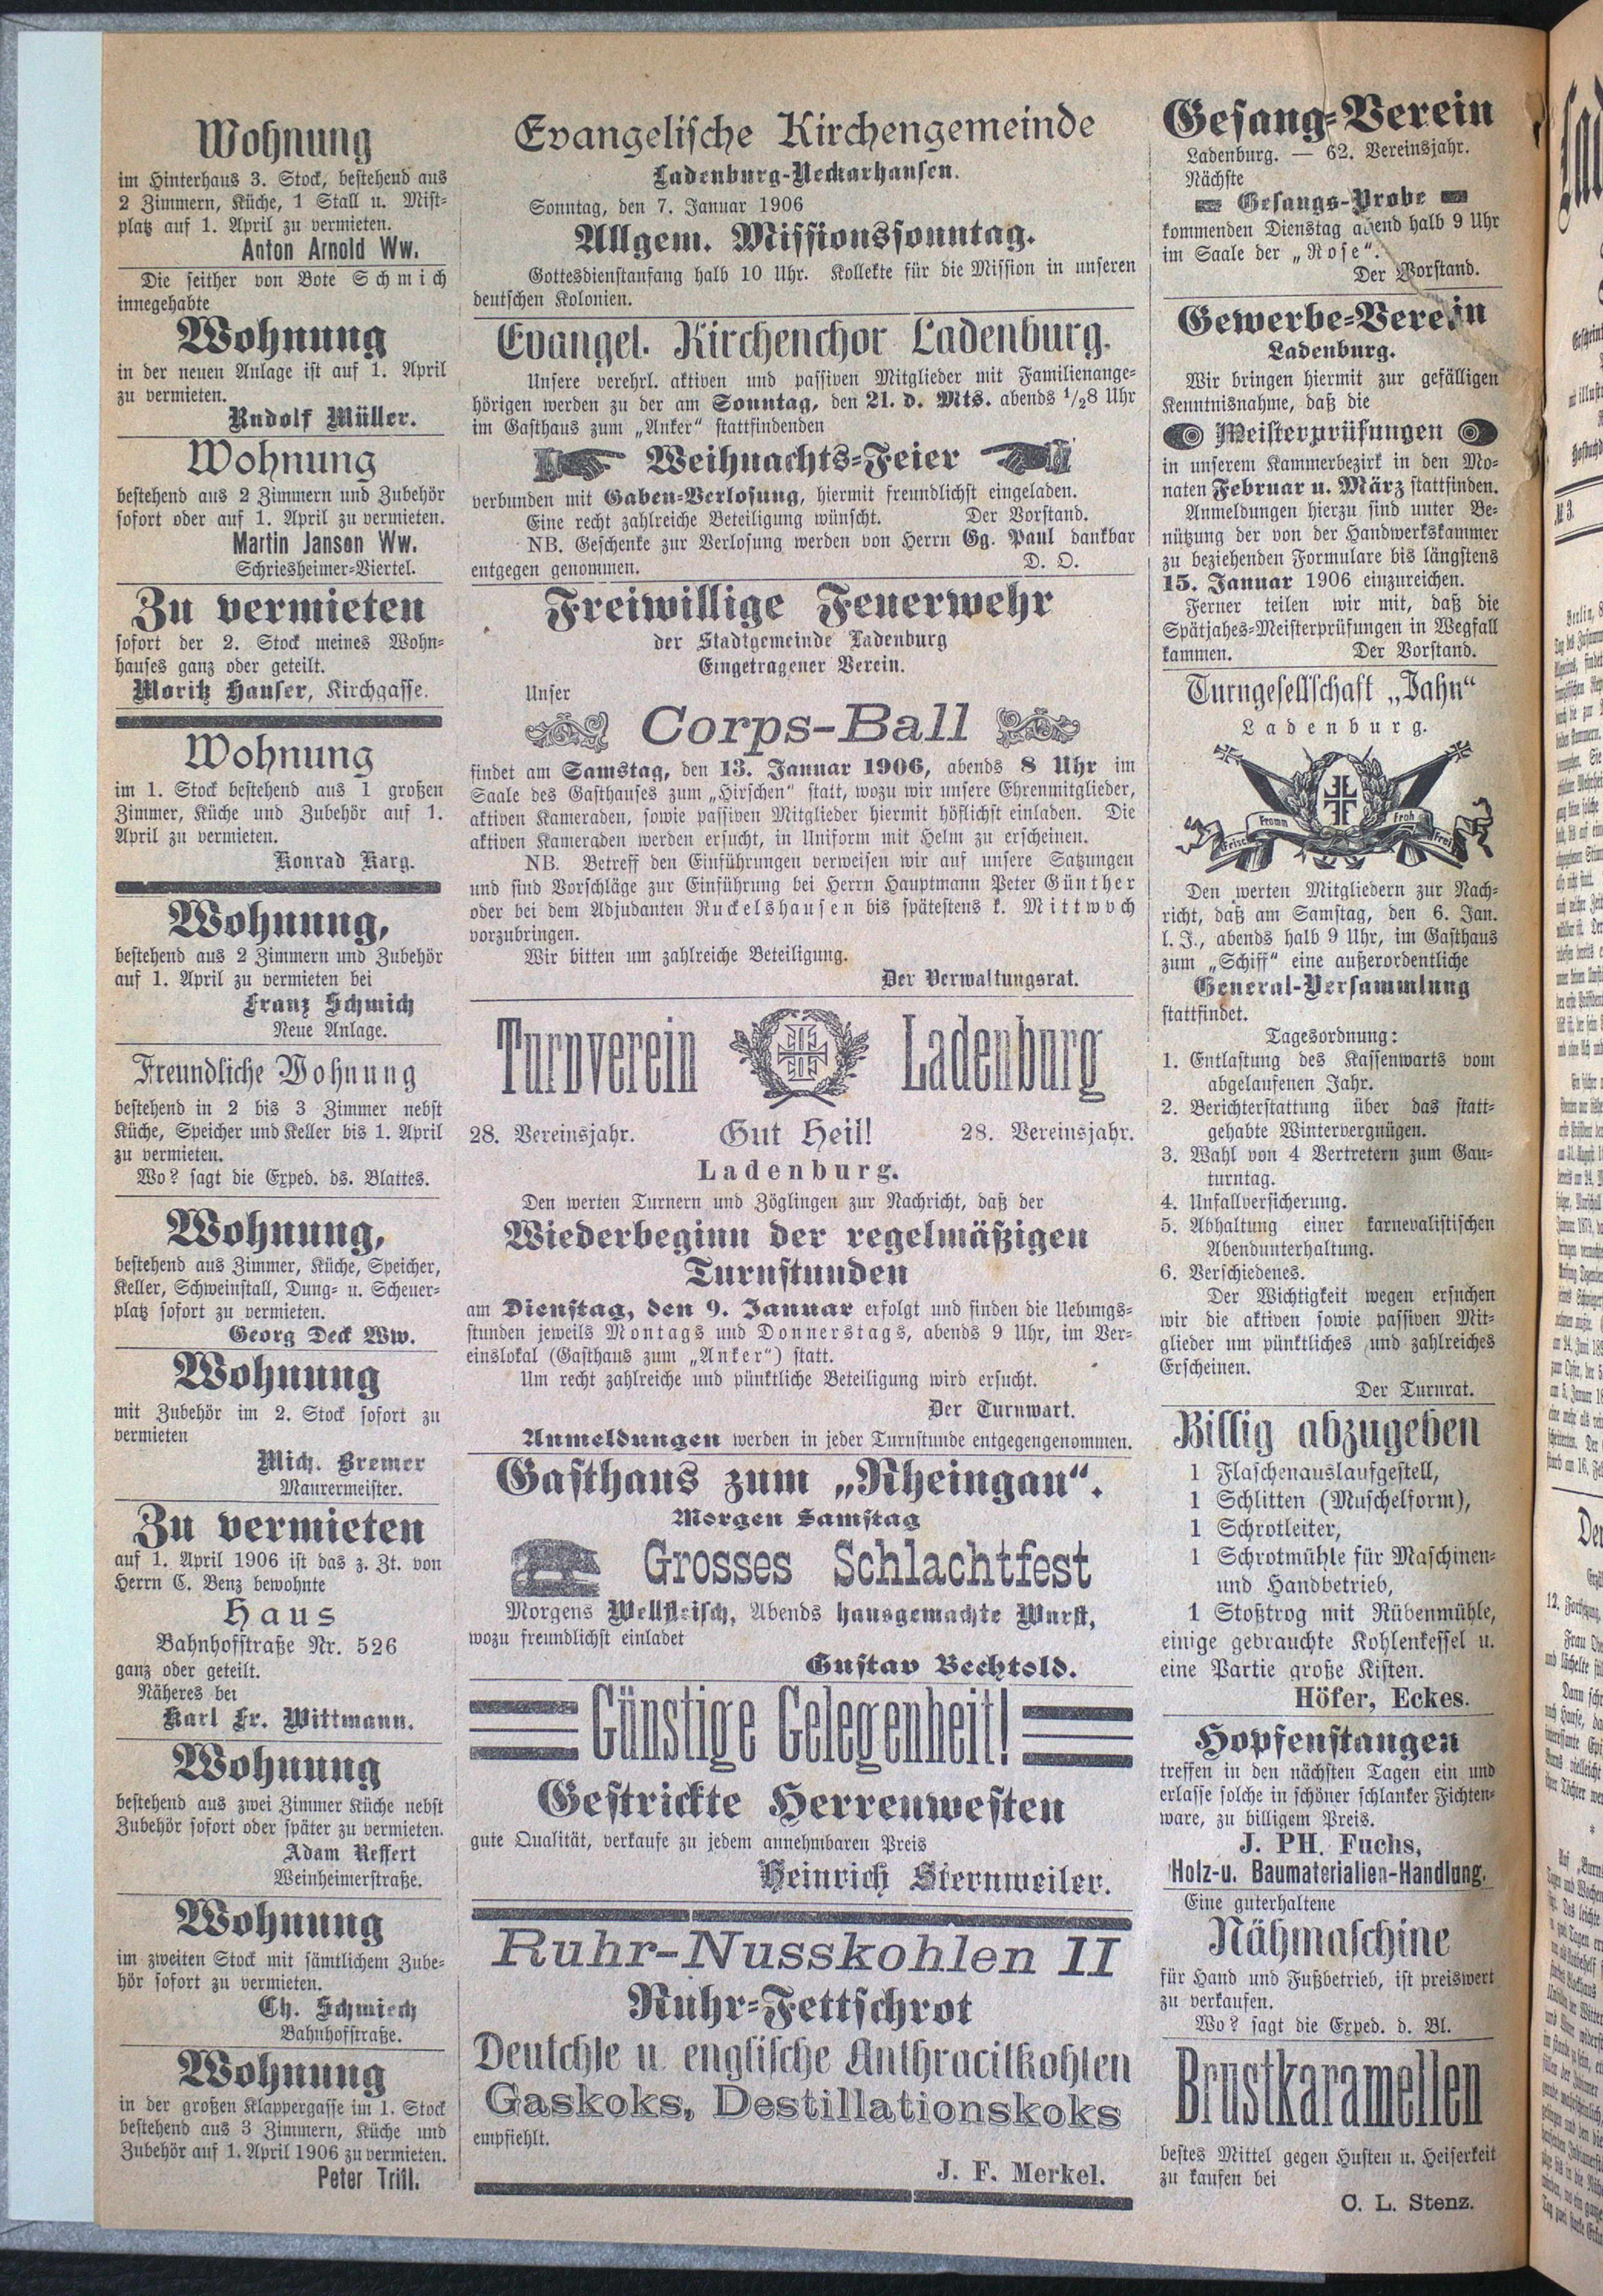 Wohnung
im Hinterhaus 3. Stock, bestehend aus
2 Zimmern, Küche, 1 Stall u. Mist-
platz auf 1. April zu vermieten.
Anton Arnold Ww.
Die seither von Bote Schmich
innegehabte
Wohnung
in der neuen Anlage ist auf 1. April
zu vermieten.
Rudolf Müller.
Wohnung
bestehend aus 2 Zimmern und Zubehör
sofort oder auf 1. April zu vermieten.
Martin Janson Ww.
Schriesheimer-Viertel.
Zu vermieten
sofort der 2. Stock meines Wohn-
hauses ganz oder geteilt.
Moritz Hauser, Kirchgasse.
Wohnung
im 1. Stock bestehend aus 1 großen
Zimmer, Küche und Zubehör auf 1.
April zu vermieten.
Konrad Karg.
Wohnung,
bestehend aus 2 Zimmern und Zubehör
auf 1. April zu vermieten bei
Franz Schmich
Neue Anlage.
Freundliche Wohnung
bestehend in 2 bis 3 Zimmer nebst
Küche, Speicher und Keller bis 1. April
zu vermieten.
Wo? sagt die Exped. ds. Blattes.
Wohnung,
bestehend aus Zimmer, Küche, Speicher,
Keller, Schweinstall, Dung- u. Scheuer-
platz sofort zu vermieten.
Georg Deck Ww.
Wohnung
mit Zubehör im 2. Stock sofort zu
vermieten
Mich. Bremer
Maurermeister.
Zu vermieten
auf 1. April 1906 ist das z. Zt. von
Herrn C. Benz bewohnte
Haus
Bahnhofstraße Nr. 526
ganz oder geteilt.
Näheres bei
Karl Fr. Wittmann.
Wohnung
bestehend aus zwei Zimmer Küche nebst
Zubehör sofort oder später zu vermieten.
Adam Reffert
Weinheimerstraße.
Wohnung
im zweiten Stock mit sämtlichem Zube-
hör sofort zu vermieten.
Ch. Schmiech
Bahnhofstraße.
Wohnung
in der großen Klappergasse im 1. Stock
bestehend aus 3 Zimmern, Küche und
Zubehör auf 1. April 1906 zu vermieten.
Peter Trill.
Evangelische Kirchengemeinde
Ladenburg-Neckarhausen.
Sonntag, den 7. Januar 1906
Allgem. Missionssonntag.
Gottesdienstanfang halb 10 Uhr. Kollekte für die Mission in unseren
deutschen Kolonien.
Evangel. Kirchenchor Ladenburg.
Unsere verehrl. aktiven und passiven Mitglieder mit Familienange-
hörigen werden zu der am Sonntag, den 21. d. Mts. abends 1/28 Uhr
im Gasthaus zum „Anker“ stattfindenden
Weihnachts-Feier
verbunden mit Gaben-Verlosung, hiermit freundlichst eingeladen.
Eine recht zahlreiche Beteiligung wünscht. Der Vorstand.
NB. Geschenke zur Verlosung werden von Herrn Gg. Paul dankbar
entgegen genommen. D. O.
Freiwillige Feuerwehr
der Stadtgemeinde Ladenburg
Eingetragener Verein.
Unser
Corps-Ball
findet am Samstag, den 13. Januar 1906, abends 8 Uhr im
Saale des Gasthauses zum „Hirschen“ statt, wozu wir unsere Ehrenmitglieder,
aktiven Kameraden, sowie passiven Mitglieder hiermit höflichst einladen. Die
aktiven Kameraden werden ersucht, in Uniform mit Helm zu erscheinen.
NB. Betreff den Einführungen verweisen wir auf unsere Satzungen
und sind Vorschläge zur Einführung bei Herrn Hauptmann Peter Günther
oder bei dem Adjudanten Ruckelshausen bis spätestens k. Mittwoch
vorzubringen.
Wir bitten um zahlreiche Beteiligung.
Der Verwaltungsrat.
Turnverein Ladenburg
28. Vereinsjahr. Gut Heil! 28. Vereinsjahr.
Ladenburg.
Den werten Turnern und Zöglingen zur Nachricht, daß der
Wiederbeginn der regelmäßigen
Turnstunden
am Dienstag, den 9. Januar erfolgt und finden die Uebungs-
stunden jeweils Montags und Donnerstags, abends 9 Uhr, im Ver-
einslokal (Gasthaus zum „Anker“) statt.
Um recht zahlreiche und pünktliche Beteiligung wird ersucht.
Der Turnwart.
Anmeldungen werden in jeder Turnstunde entgegengenommen.
Gasthaus zum „Rheingau“.
Morgen Samstag
Grosses Schlachtfest
Morgens Wellfleisch, Abends hausgemachte Wurst,
wozu freundlichst einladet
Gustav Bechtold.
Günstige Gelegenheit!
Gestrickte Herrenwesten
gute Qualität, verkaufe zu jedem annehmbaren Preis
Heinrich Sternweiler.
Ruhr-Nusskohlen II
Ruhr-Fettschrot
Deutchse u. englische Anthracitkohlen
Gaskoks, Destillationskoks
empfiehlt.
J. F. Merkel.
Gesang-Verein
Ladenburg. — 62. Vereinsjahr.
Nächste
Gesangs-Probe
kommenden Dienstag abend halb 9 Uhr
im Saale der „Rose“.
Der Vorstand.
Gewerbe-Verein
Ladenburg.
Wir bringen hiermit zur gefälligen
Kenntnisnahme, daß die
Meisterprüfungen
in unserem Kammerbezirk in den Mo-
naten Februar u. März stattfinden.
Anmeldungen hierzu sind unter Be-
nützung der von der Handwerkskammer
zu beziehenden Formulare bis längstens
15. Januar 1906 einzureichen.
Ferner teilen wir mit, daß die
Spätjahes-Meisterprüfungen in Wegfall
kammen. Der Vorstand.
Turngesellschaft „Jahn“
Ladenburg.
Frisch Fromm Froh Frei
Den werten Mitgliedern zur Nach-
richt, daß am Samstag, den 6. Jan.
l. J., abends halb 9 Uhr, im Gasthaus
zum „Schiff“ eine außerordentliche
General-Versammlung
stattfindet.
Tagesordnung:
1. Entlastung des Kassenwarts vom
abgelaufenen Jahr.
2. Berichterstattung über das statt-
gehabte Wintervergnügen.
3. Wahl von 4 Vertretern zum Gau-
turntag.
4. Unfallversicherung.
5. Abhaltung einer karnevalistischen
Abendunterhaltung.
6. Verschiedenes.
Der Wichtigkeit wegen ersuchen
wir die aktiven sowie passiven Mit-
glieder um pünktliches und zahlreiches
Erscheinen.
Der Turnrat.
Billig abzugeben
1 Flaschenauslaufgestell,
1 Schlitten (Muschelform),
1 Schrotleiter,
1 Schrotmühle für Maschinen-
und Handbetrieb,
1 Stoßtrog mit Rübenmühle,
einige gebrauchte Kohlenkessel u.
eine Partie große Kisten.
Höfer, Eckes.
Hopfenstangen
treffen in den nächsten Tagen ein und
erlasse solche in schöner schlanker Fichten-
ware, zu billigem Preis.
J. PH. Fuchs,
Holz-u. Baumaterialien-Handlung.
Eine guterhaltene
Nähmaschine
für Hand und Fußbetrieb, ist preiswert
zu verkaufen.
Wo? sagt die Exped. d. Bl.
Brustkaramellen
bestes Mittel gegen Husten u. Heiserkeit
zu kaufen bei
C. L. Stenz.